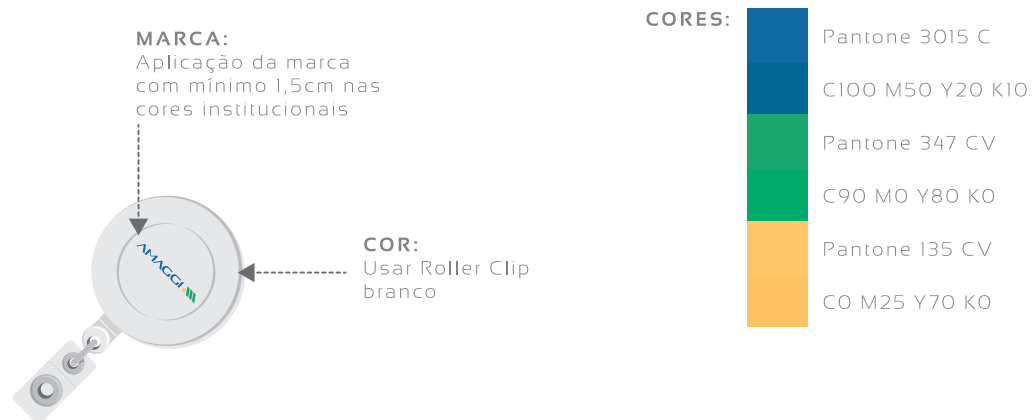 MARCA:
Aplicação da marca
com mínimo 1,5cm nas
cores institucionais
AMAGGI
COR:
Usar Roller Clip
branco
CORES:
Pantone 3015 C
C100 M50 Y20 K10
Pantone 347 CV
C90 M0 Y80 K0
Pantone 135 CV
C0 M25 Y70 K0